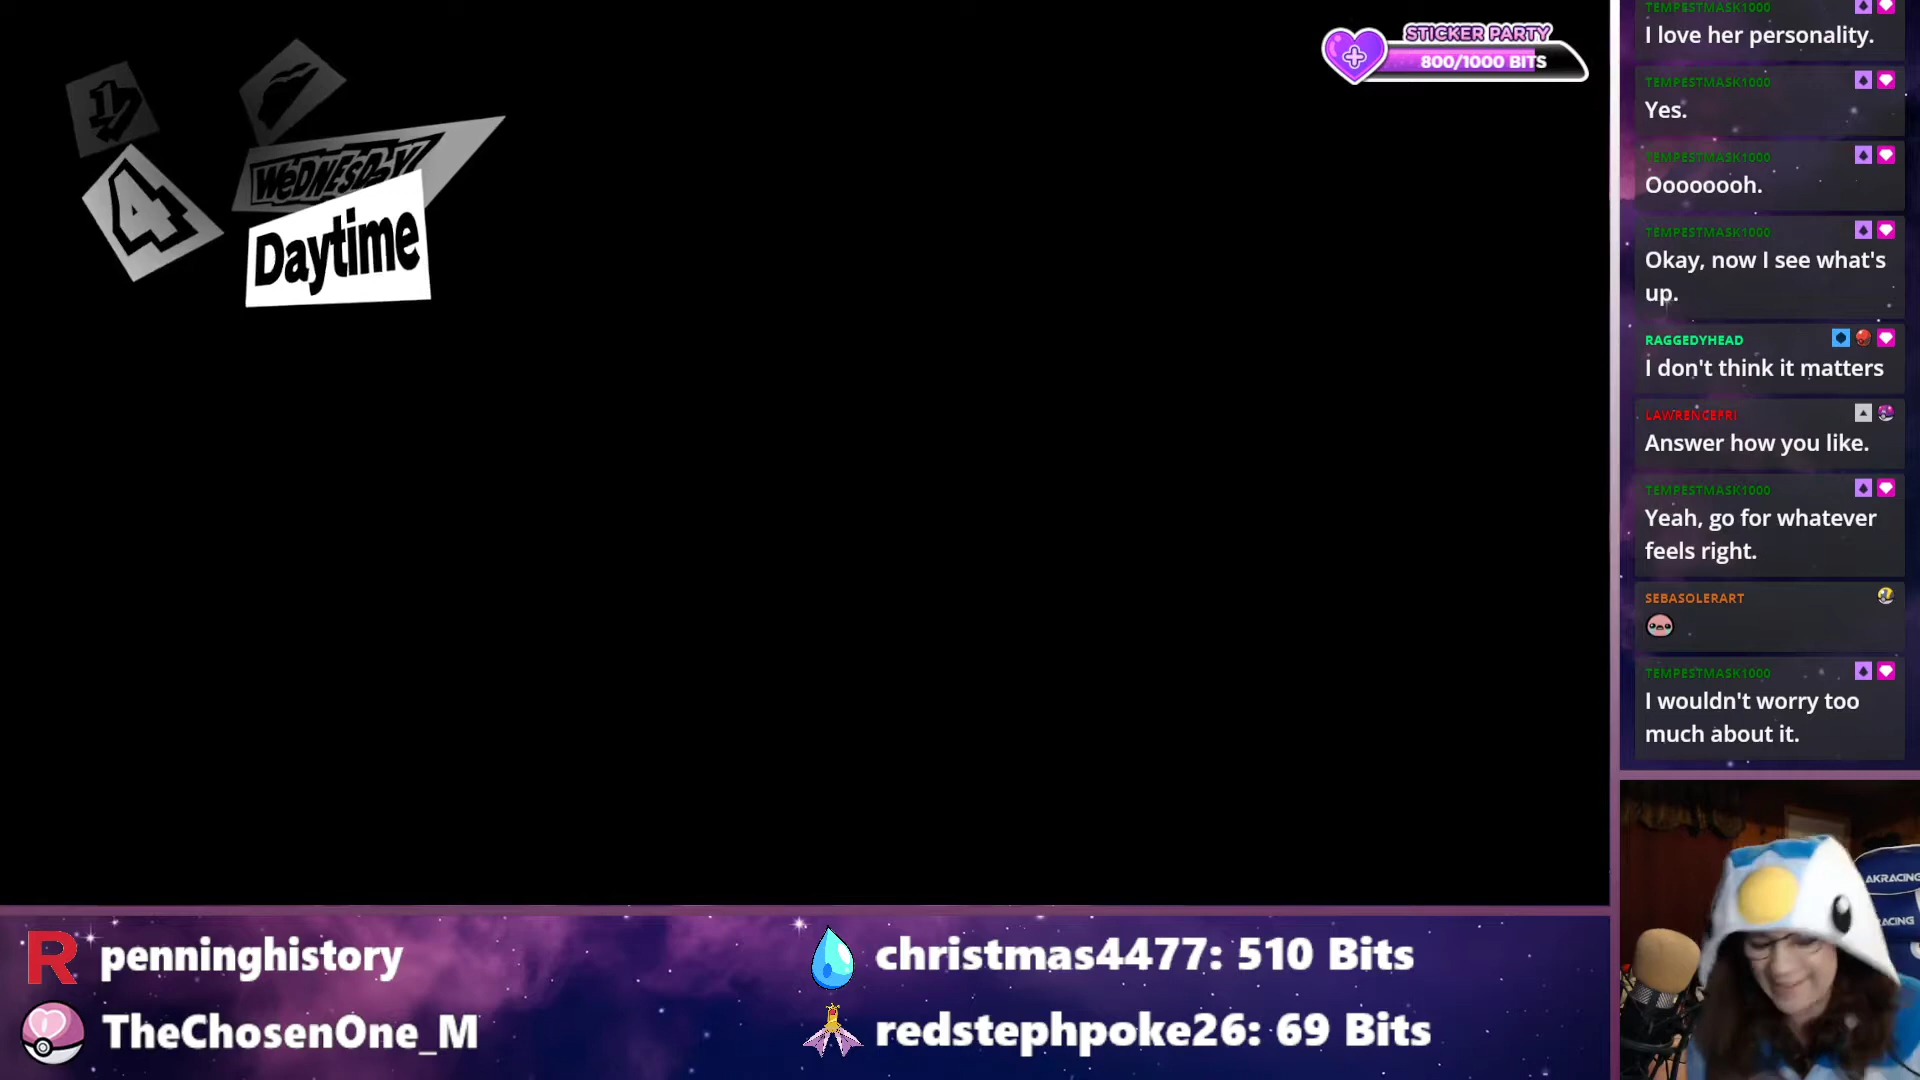 4
WEDNESDAY
Daytime
STICKER PARTY
800/1000 BITS
TEMPESTMASK1000
I love her personality.
TEMPESTMASK1000
Yes.
TEMPESTMASK1000
Oooooooh.
TEMPESTMASK1000
Okay, now I see what's
up.
RAGGEDYHEAD
I don't think it matters
LAWRENCEFRI
Answer how you like.
TEMPESTMASK1000
Yeah, go for whatever
feels right.
SEBASOLERART
TEMPESTMASK1000
I wouldn't worry too
much about it.
AKRACING
RACING
R penninghistory
christmas4477: 510 Bits
TheChosenOne_M
redstephpoke26: 69 Bits